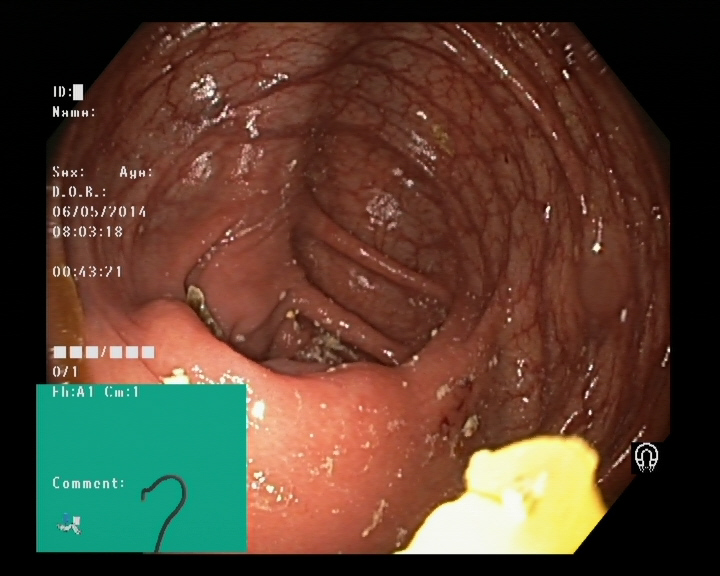 ID:
Name:
Sex: Age:
D.O.B.:
06/05/2014
08:03:18
00:43:21
/
0/1
Eh:A1 Cm:1
Comment: